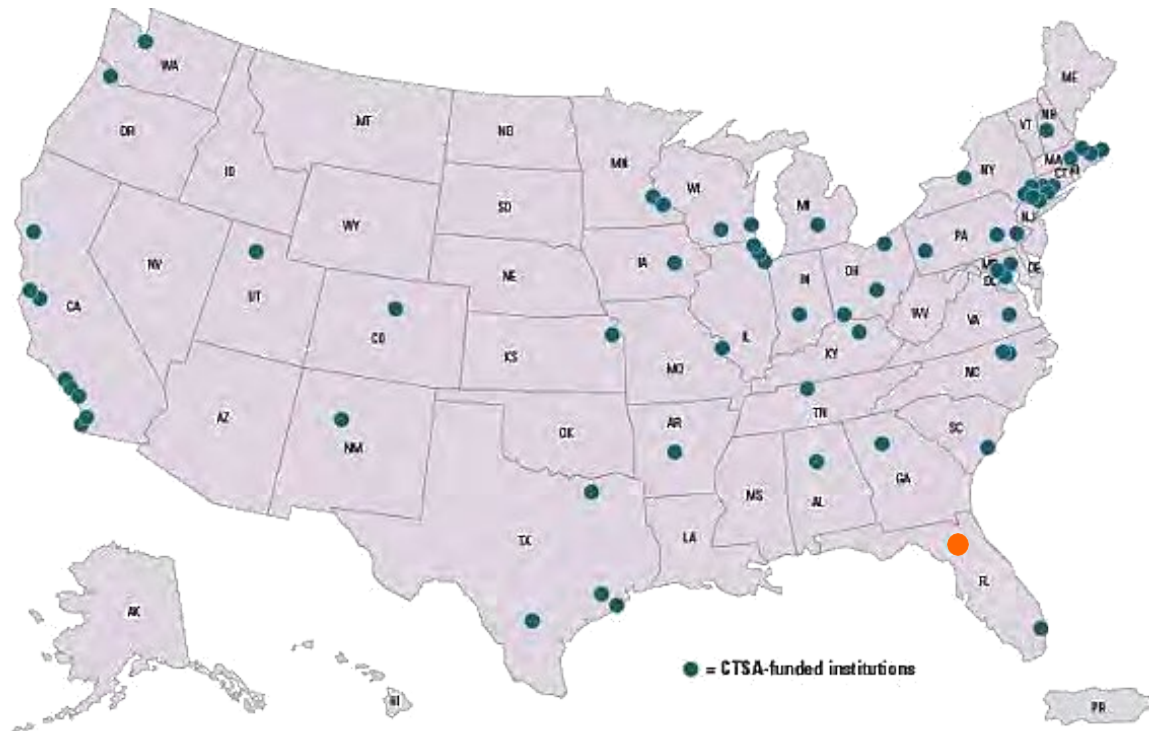 ME
WA
NH
VT
MT
ND
OR
MN
MA
NY
CT
RI
ID
WI
SD
MI
NJ
WY
PA
IA
DE
NV
OH
NE
IN
DC
UT
CA
WV
VA
CO
IL
KS
KY
MO
NC
TN
AZ
AR
OK
SC
NM
GA
MS
AL
TX
LA
FL
AK
= CTSA-funded institutions
HI
PR